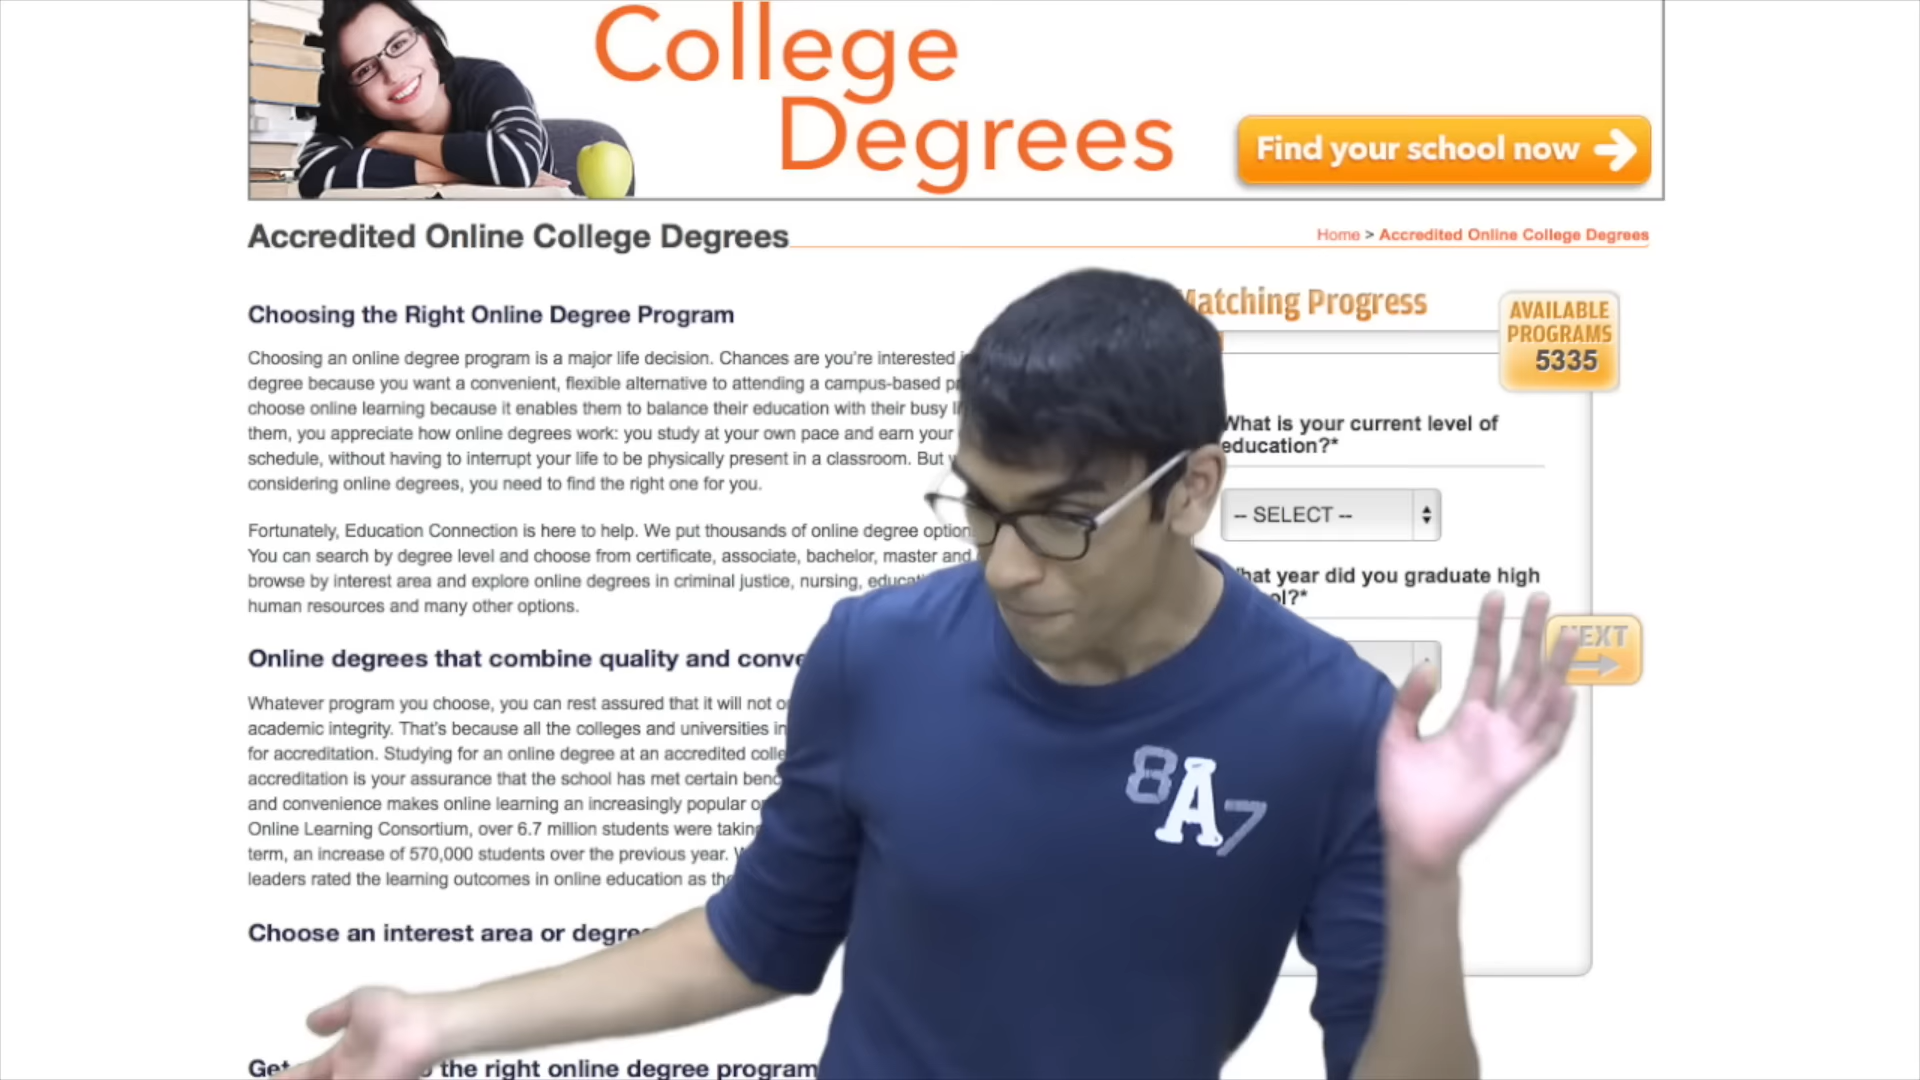 College
Degrees
Find your school now
Accredited Online College Degrees
Home > Accredited Online College Degrees
Choosing the Right Online Degree Program
Choosing an online degree program is a major life decision. Chances are you're interested
degree because you want a convenient, flexible alternative to attending a campus-based
choose online learning because it enables them to balance their education with their busy
them, you appreciate how online degrees work: you study at your own pace and earn your
schedule, without having to interrupt your life to be physically present in a classroom. But
considering online degrees, you need to find the right one for you.
Fortunately, Education Connection is here to help. We put thousands of online degree
You can search by degree level and choose from certificate, associate, bachelor, master and
browse by interest area and explore online degrees in criminal justice, nursing,
human resources and many other options.
Online degrees that combine quality and
Whatever program you choose, you can rest assured that it will not
academic integrity. That's because all the colleges and universities in
for accreditation. Studying for an online degree at an accredited
accreditation is your assurance that the school has met certain
and convenience makes online learning an increasingly popular
Online Learning Consortium, over 6.7 million students were
term, an increase of 570,000 students over the previous year.
leaders rated the learning outcomes in online education as
Choose an interest area or
the right online degree program
Matching Progress
AVAILABLE
PROGRAMS
5335
What is your current level of
education?*
-- SELECT --
What year did you graduate high
NEXT
8A7